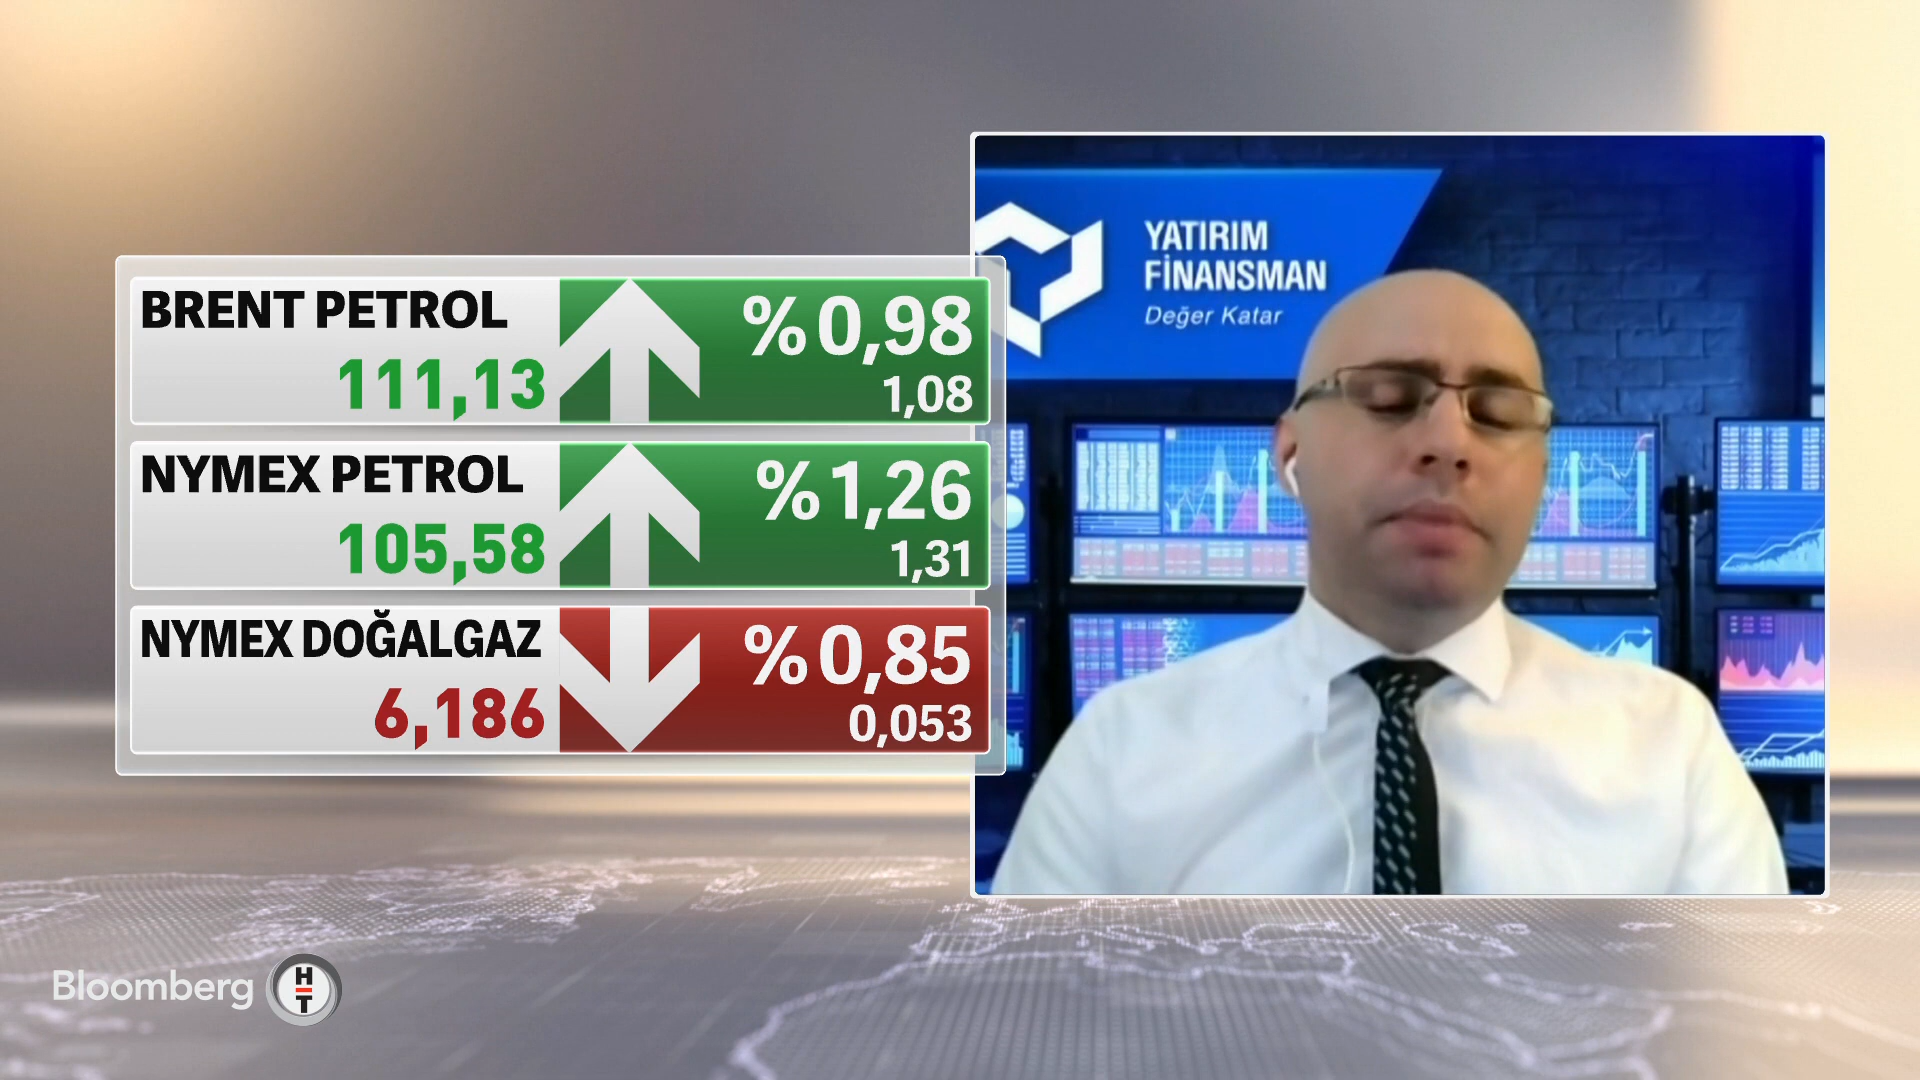 BRENT PETROL
111,13
%0,98
1,08
NYMEX PETROL
105,58
%1,26
1,31
NYMEX DOĞALGAZ
6,186
%0,85
0,053
YATIRIM
FİNANSMAN
Değer Katar
Bloomberg HT